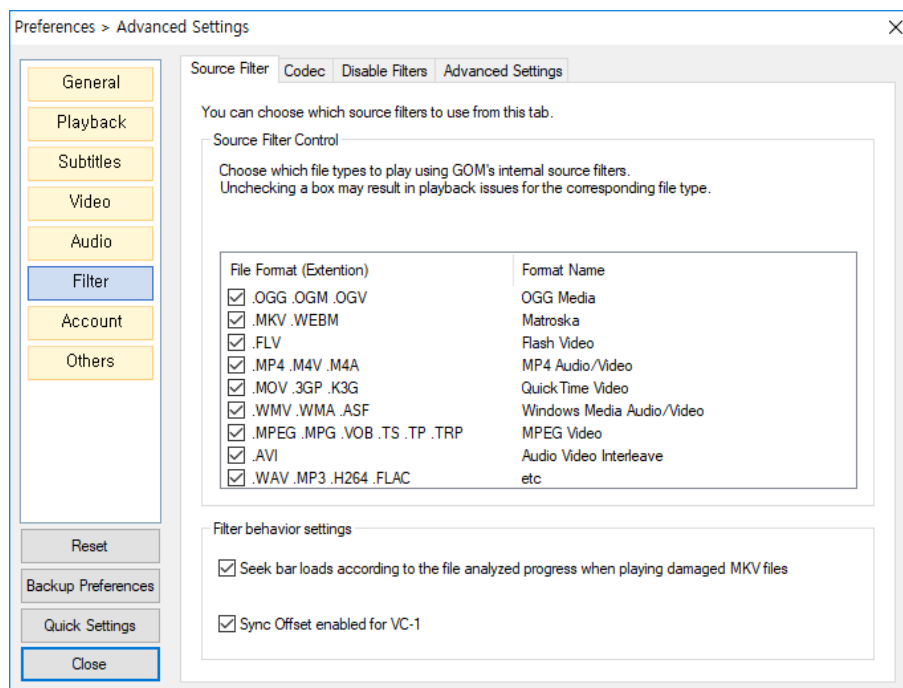 Preferences > Advanced Settings
General
Playback
Subtitles
Video
Audio
Filter
Account
Others
Reset
Backup Preferences
Quick Settings
Close
Source Filter Codec Disable Filters Advanced Settings
You can choose which source filters to use from this tab.
Source Filter Control
Choose which file types to play using GOM's internal source filters.
Unchecking a box may result in playback issues for the corresponding file type.
File Format (Extention) Format Name
.OGG .OGM .OGV OGG Media
.MKV .WEBM Matroska
.FLV Flash Video
.MP4 .M4V .M4A MP4 Audio/Video
.MOV .3GP .K3G QuickTime Video
.WMV .WMA .ASF Windows Media Audio/Video
.MPEG .MPG .VOB .TS .TP .TRP MPEG Video
.AVI Audio Video Interleave
.WAV .MP3 .H264 .FLAC etc
Filter behavior settings
Seek bar loads according to the file analyzed progress when playing damaged MKV files
Sync Offset enabled for VC-1